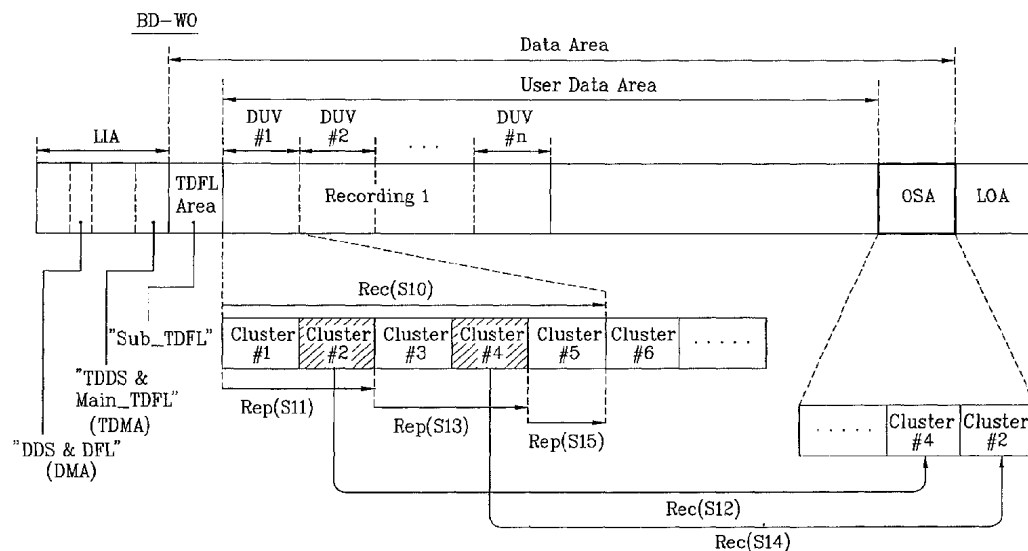 BD-WO
Data Area
User Data Area
LIA
DUV
#1
DUV
#2
. . . .
DUV
#n
TDFL
Area
Recording 1
OSA
LOA
Rec(S10)
"Sub_TDFL"
Cluster
#1
Cluster
#2
Cluster
#3
Cluster
#4
Cluster
#5
Cluster
#6
. . . . .
"TDDS &
Main_TDFL"
(TDMA)
Rep(S11)
Rep(S13)
Rep(S15)
"DDS & DFL"
(DMA)
. . . . .
Cluster
#4
Cluster
#2
Rec(S12)
Rec(S14)